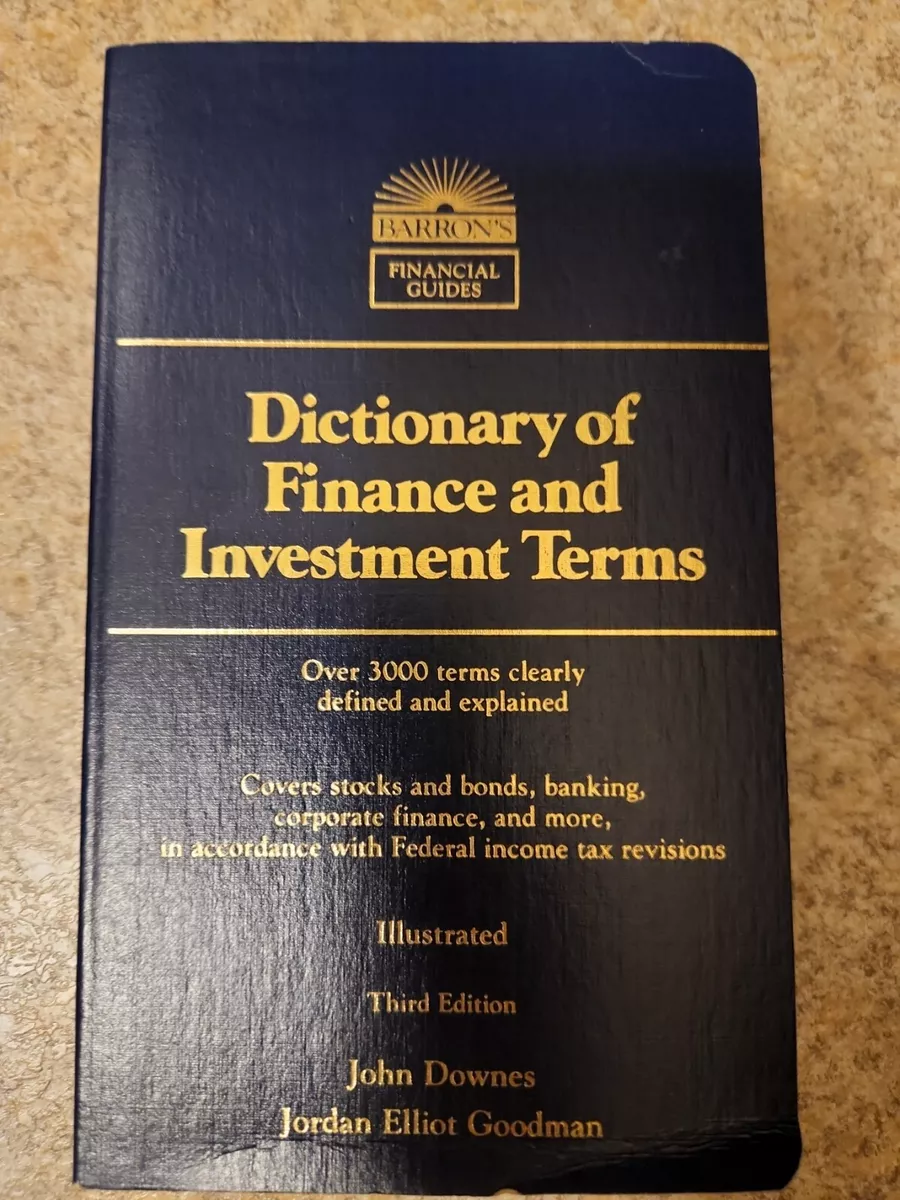 BARRON'S
FINANCIAL
GUIDES
Dictionary of
Finance and
Investment Terms
Over 3000 terms clearly
defined and explained
Covers stocks and bonds, banking,
corporate finance, and more,
in accordance with Federal income tax revisions
Illustrated
Third Edition
John Downes
Jordan Elliot Goodman